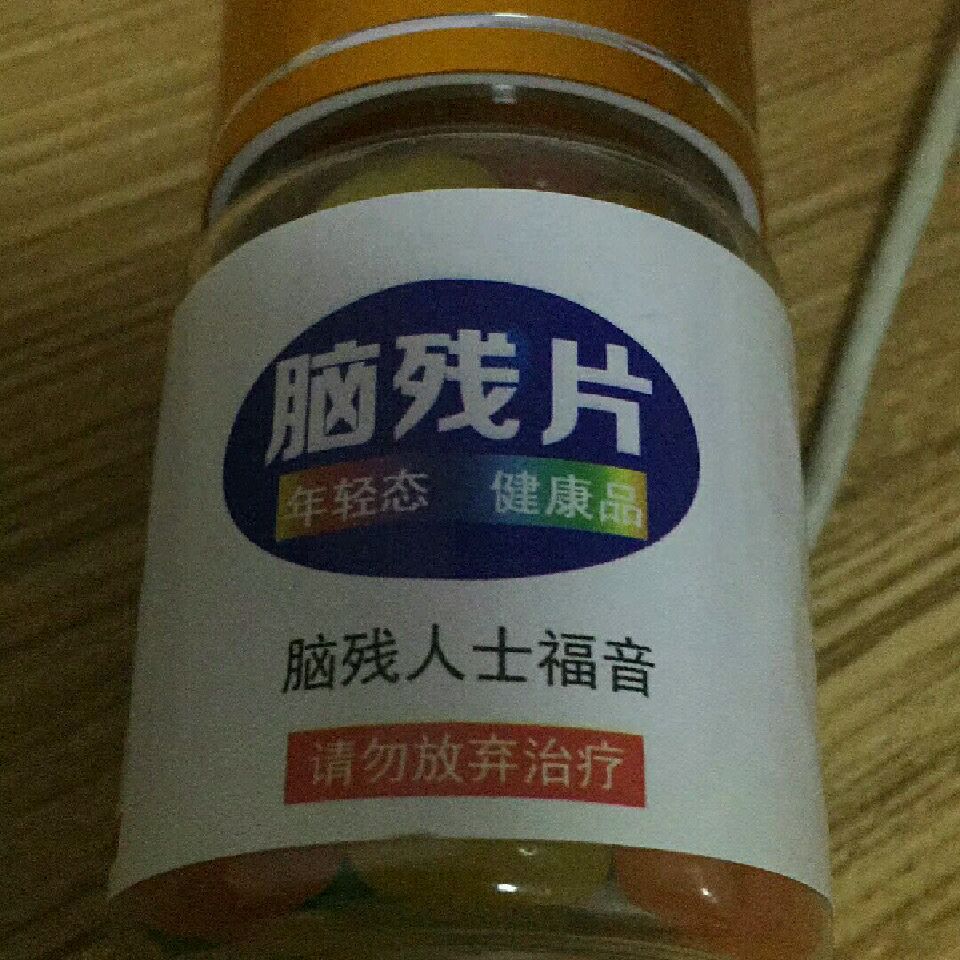 脑残片
年轻态 健康品
脑残人士福音
请勿放弃治疗